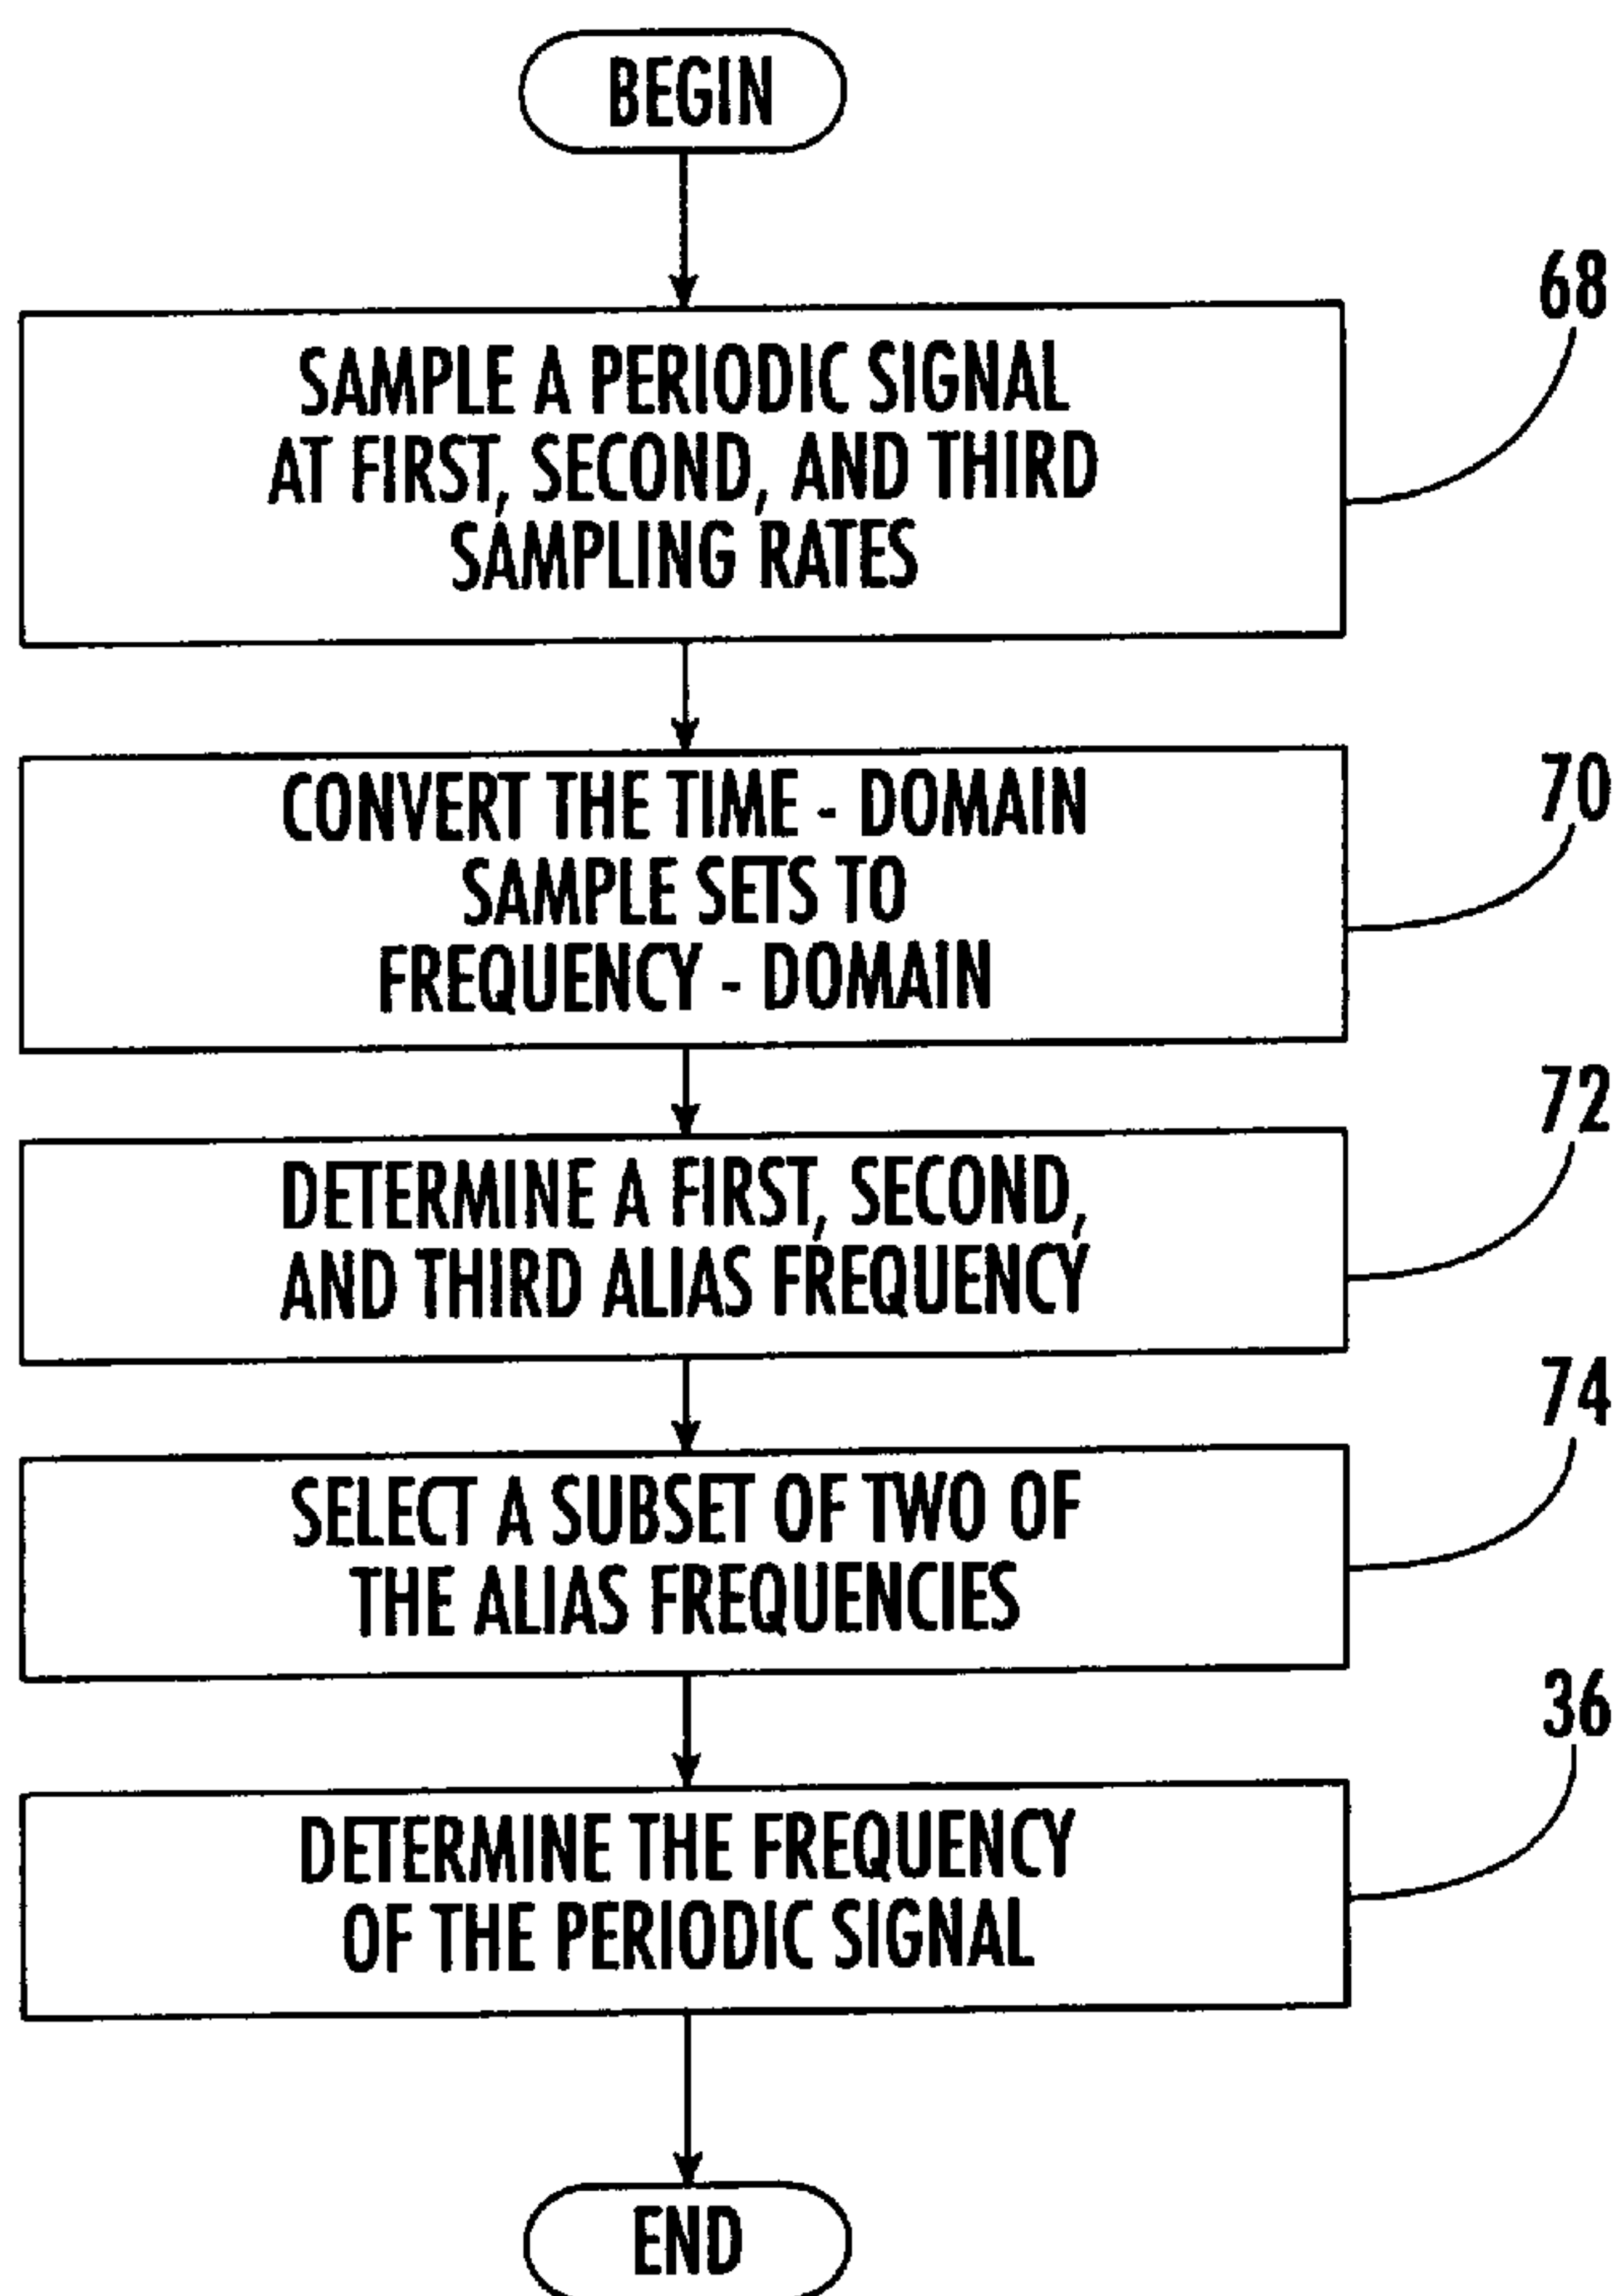 BEGIN
68
SAMPLE A PERIODIC SIGNAL
AT FIRST, SECOND, AND THIRD
SAMPLING RATES
70
CONVERT THE TIME - DOMAIN
SAMPLE SETS TO
FREQUENCY - DOMAIN
72
DETERMINE A FIRST, SECOND,
AND THIRD ALIAS FREQUENCY
74
SELECT A SUBSET OF TWO OF
THE ALIAS FREQUENCIES
36
DETERMINE THE FREQUENCY
OF THE PERIODIC SIGNAL
END